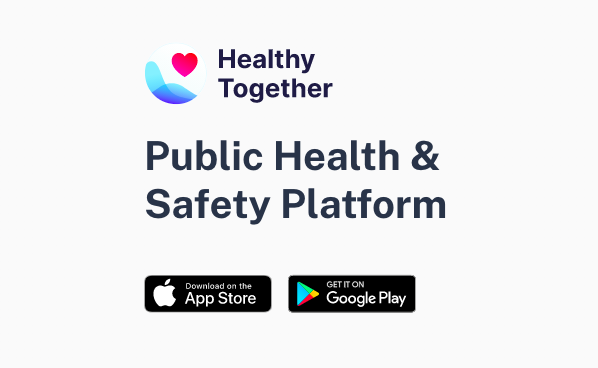 Healthy
Together
Public Health &
Safety Platform
Download on the
App Store
GET IT ON
Google Play